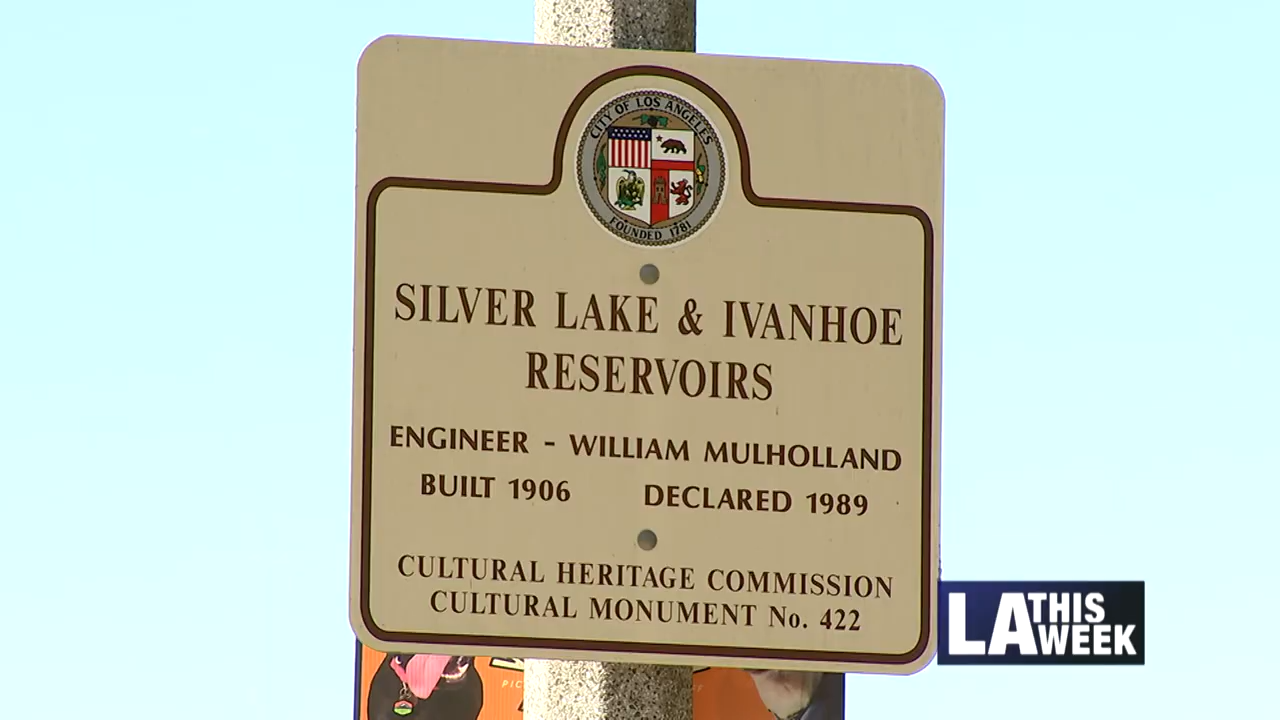 CITY OF LOS ANGELES
FOUNDED 1781
SILVER LAKE & IVANHOE
RESERVOIRS
ENGINEER - WILLIAM MULHOLLAND
BUILT 1906 DECLARED 1989
CULTURAL HERITAGE COMMISSION
CULTURAL MONUMENT No. 422
LA THIS
WEEK